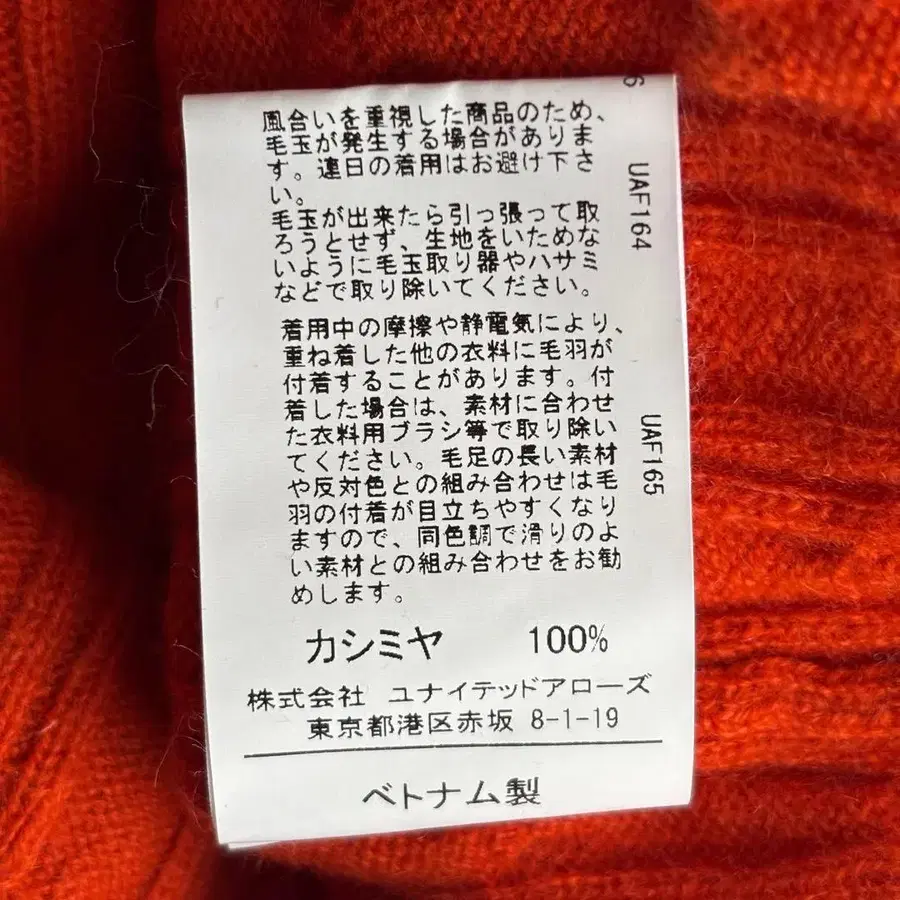 風合いを重視した商品のため、
毛玉が発生する場合がありま
す。連日の着用はお避け下さ
い。
毛玉が出来たら引っ張って取
ろうとせず、生地をいためな
いように毛玉取り器やハサミ
などで取り除いてください。
着用中の摩擦や静電気により、
重ね着した他の衣料に毛羽が
付着することがあります。付
着した場合は、素材に合わせ
た衣料用ブラシ等で取り除い
てください。毛足の長い素材
や反対色との組み合わせは毛
羽の付着が目立ちやすくなり
ますので、同色調で滑りのよ
い素材との組み合わせをお勧
めします。
カシミヤ 100%
株式会社 ユナイテッドアローズ
東京都港区赤坂 8-1-19
ベトナム製
6
UAF164
UAF165